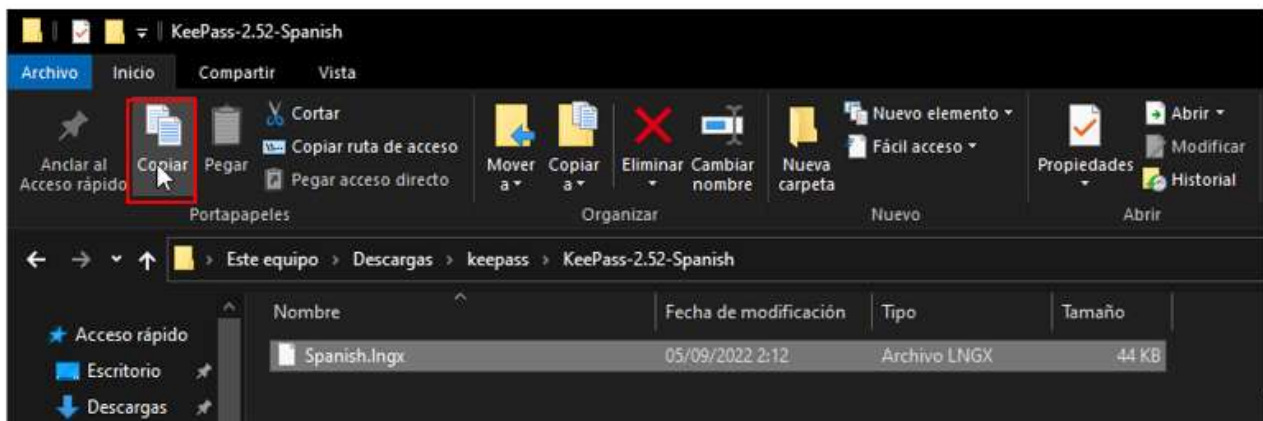 KeePass-2.52-Spanish
Archivo Inicio Compartir Vista
Anclar al
Acceso rápido
Copiar
Pegar
Cortar
Copiar ruta de acceso
Pegar acceso directo
Portapapeles
Mover
a
Copiar
a
Eliminar
Cambiar
nombre
Organizar
Nueva
carpeta
Nuevo elemento
Fácil acceso
Nuevo
Propiedades
Abrir
Modificar
Historial
Abrir
Este equipo > Descargas > keepass > KeePass-2.52-Spanish
Acceso rápido
Escritorio
Descargas
Nombre Fecha de modificación Tipo Tamaño
Spanish.lngx 05/09/2022 2:12 Archivo LNGX 44 KB